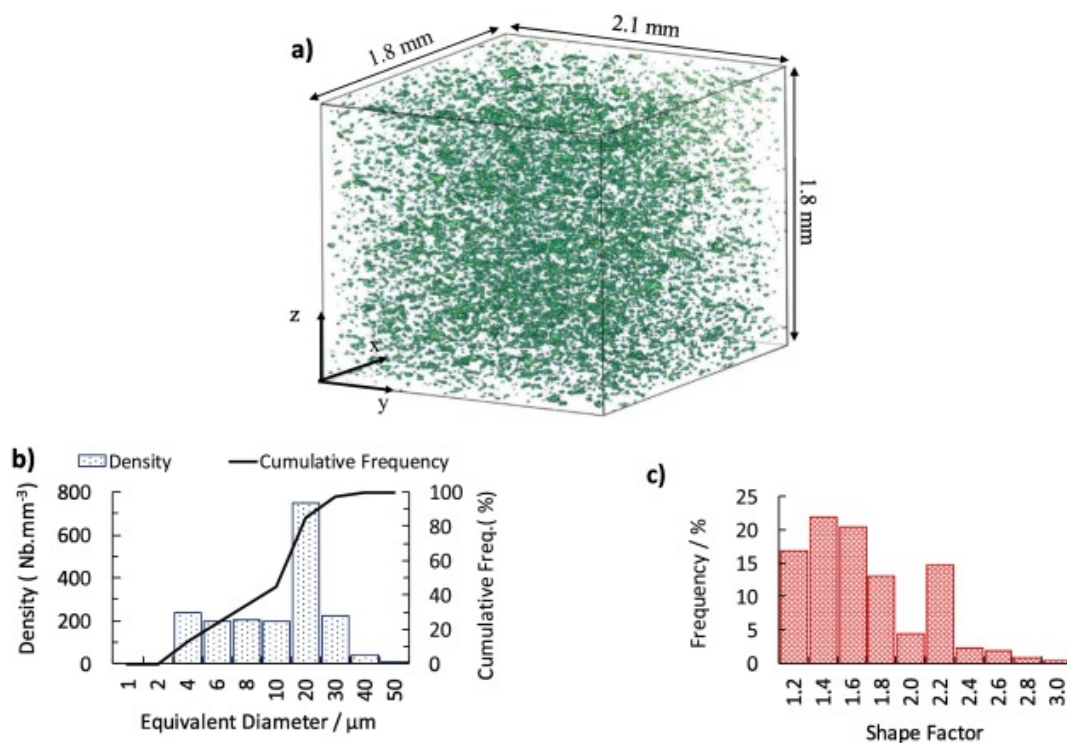 a)
1.8 mm
2.1 mm
1.8 mm
z
x
y
b)
Density
Cumulative Frequency
Density ( Nb.mm⁻³)
800
600
400
200
0
100
80
60
40
20
0
Cumulative Freq.( %)
1 2 4 6 8 10 20 30 40 50
Equivalent Diameter / µm
c)
Frequency / %
25
20
15
10
5
0
1.2 1.4 1.6 1.8 2.0 2.2 2.4 2.6 2.8 3.0
Shape Factor